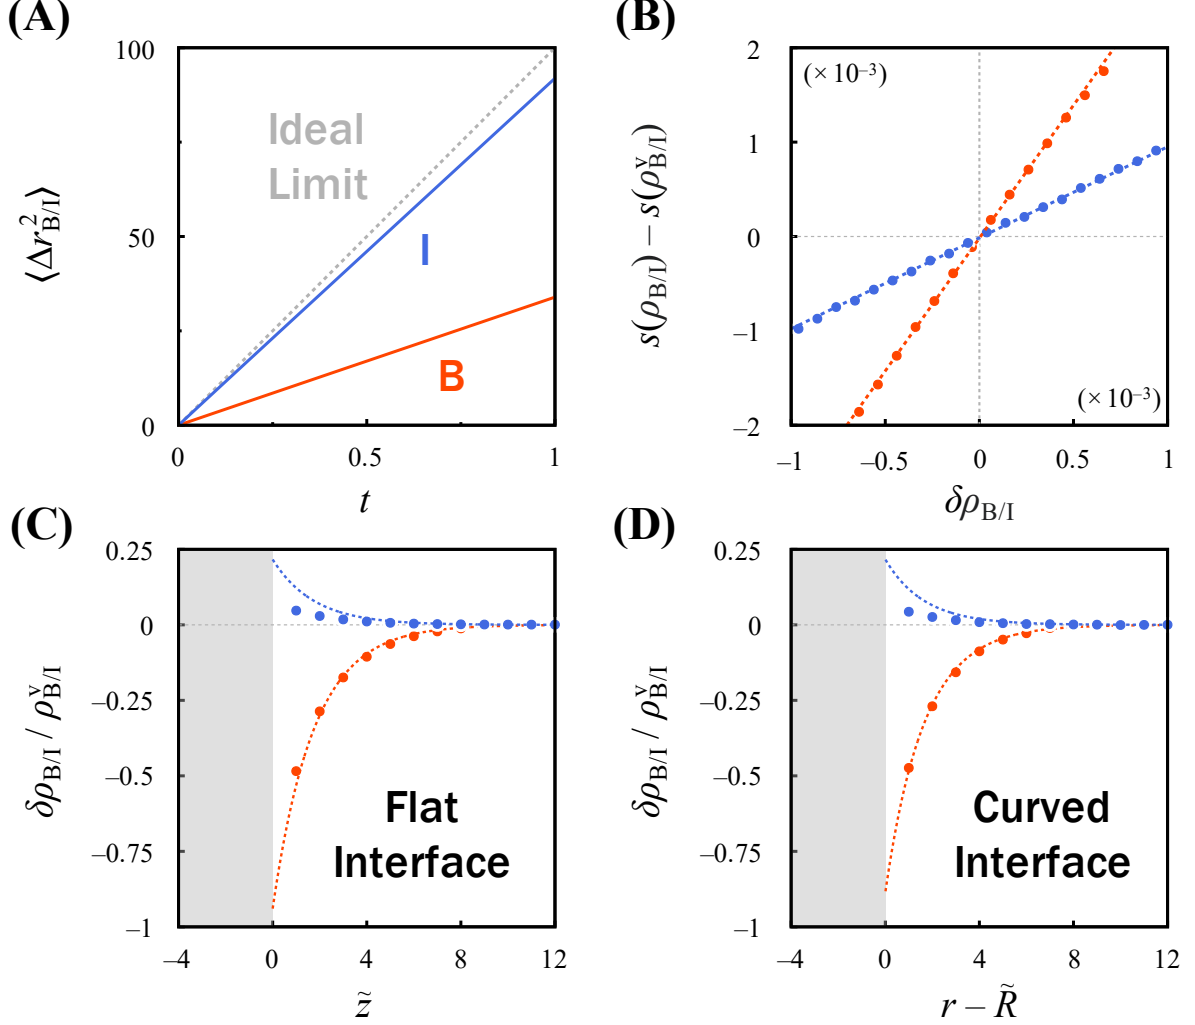 (A)
100
50
0
0
0.5
1
Ideal
Limit
I
B
⟨Δr²B/I⟩
t
(B)
2
1
0
–1
–2
–1
–0.5
0
0.5
1
(× 10–3)
(× 10–3)
s(ρB/I) – s(ρvB/I)
δρB/I
(C)
0.25
0
–0.25
–0.5
–0.75
–1
–4
0
4
8
12
Flat
Interface
δρB/I / ρvB/I
z̃
(D)
0.25
0
–0.25
–0.5
–0.75
–1
–4
0
4
8
12
Curved
Interface
δρB/I / ρvB/I
r – R̃